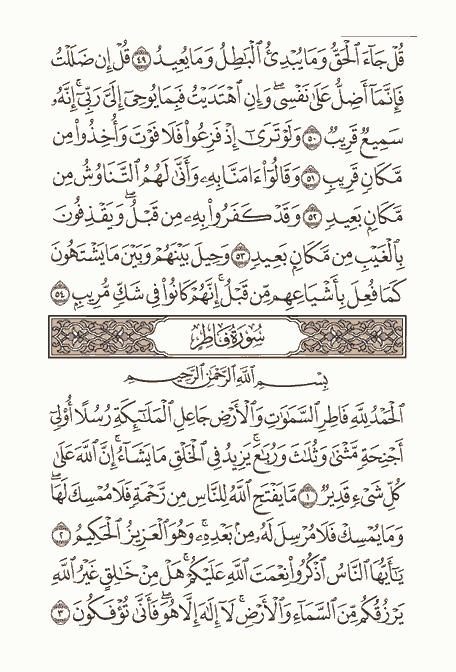 قُلْ جَآءَ ٱلْحَقُّ وَمَا يُبْدِئُ ٱلْبَٰطِلُ وَمَا يُعِيدُ ٤٩ قُلْ إِن ضَلَلْتُ
فَإِنَّمَآ أَضِلُّ عَلَىٰ نَفْسِىۖ وَإِنِ ٱهْتَدَيْتُ فَبِمَا يُوحِىٓ إِلَىَّ رَبِّىٓۚ إِنَّهُۥ
سَمِيعٌ قَرِيبٌ ٥٠ وَلَوْ تَرَىٰٓ إِذْ فَزِعُوا۟ فَلَا فَوْتَ وَأُخِذُوا۟ مِن
مَّكَانٍ قَرِيبٍ ٥١ وَقَالُوٓا۟ ءَامَنَّا بِهِۦ وَأَنَّىٰ لَهُمُ ٱلتَّنَاوُشُ مِن
مَّكَانٍۭ بَعِيدٍ ٥٢ وَقَدْ كَفَرُوا۟ بِهِۦ مِن قَبْلُۖ وَيَقْذِفُونَ
بِٱلْغَيْبِ مِن مَّكَانٍۭ بَعِيدٍ ٥٣ وَحِيلَ بَيْنَهُمْ وَبَيْنَ مَا يَشْتَهُونَ
كَمَا فُعِلَ بِأَشْيَاعِهِم مِّن قَبْلُۚ إِنَّهُمْ كَانُوا۟ فِى شَكٍّ مُّرِيبٍۭ ٥٤
سُورَةُ فَاطِرٍ
بِسْمِ ٱللَّهِ ٱلرَّحْمَٰنِ ٱلرَّحِيمِ
ٱلْحَمْدُ لِلَّهِ فَاطِرِ ٱلسَّمَٰوَٰتِ وَٱلْأَرْضِ جَاعِلِ ٱلْمَلَٰٓئِكَةِ رُسُلًا أُو۟لِىٓ
أَجْنِحَةٍ مَّثْنَىٰ وَثُلَٰثَ وَرُبَٰعَۚ يَزِيدُ فِى ٱلْخَلْقِ مَا يَشَآءُۚ إِنَّ ٱللَّهَ عَلَىٰ
كُلِّ شَىْءٍ قَدِيرٌ ١ مَّا يَفْتَحِ ٱللَّهُ لِلنَّاسِ مِن رَّحْمَةٍ فَلَا مُمْسِكَ لَهَاۖ
وَمَا يُمْسِكْ فَلَا مُرْسِلَ لَهُۥ مِنۢ بَعْدِهِۦۚ وَهُوَ ٱلْعَزِيزُ ٱلْحَكِيمُ ٢
يَٰٓأَيُّهَا ٱلنَّاسُ ٱذْكُرُوا۟ نِعْمَتَ ٱللَّهِ عَلَيْكُمْۚ هَلْ مِنْ خَٰلِقٍ غَيْرُ ٱللَّهِ
يَرْزُقُكُم مِّنَ ٱلسَّمَآءِ وَٱلْأَرْضِۚ لَآ إِلَٰهَ إِلَّا هُوَۖ فَأَنَّىٰ تُؤْفَكُونَ ٣